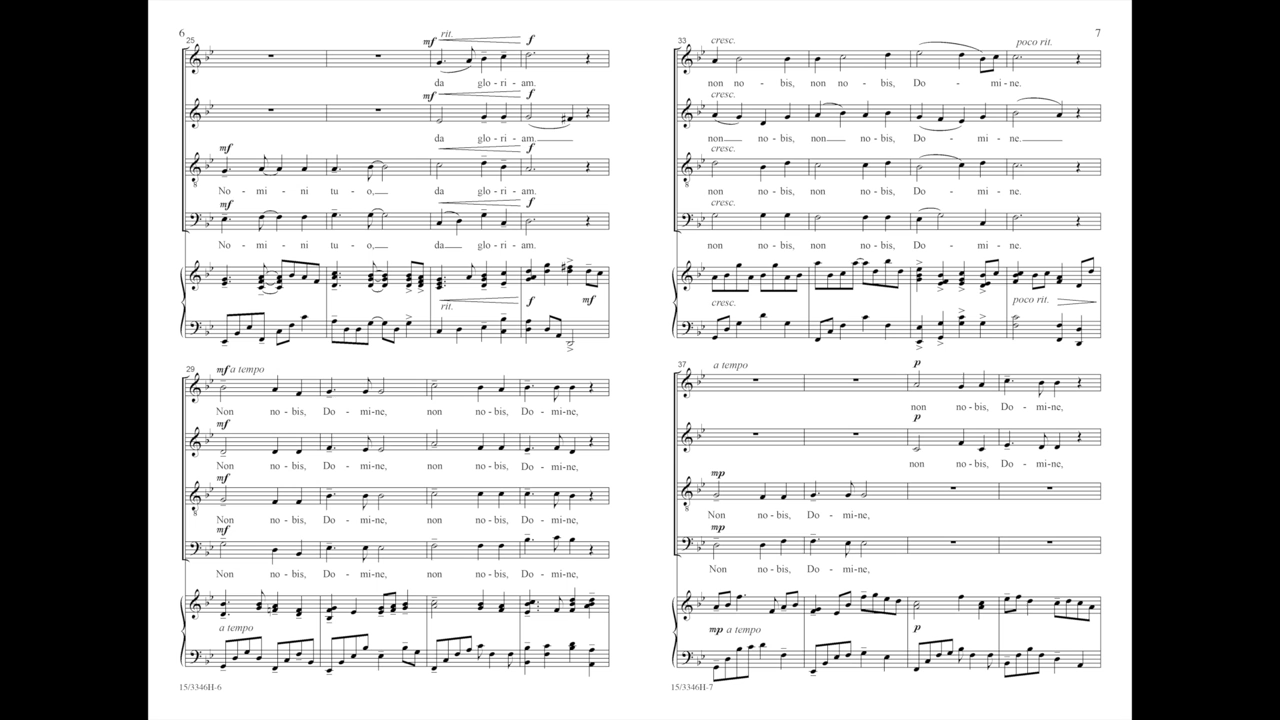 6
25
rit.
mf f
da glo - ri - am.
mf f
da glo - ri - am.
mf f
No - mi - ni tu - o, da glo - ri - am.
mf f
No - mi - ni tu - o, da glo - ri - am.
rit. f mf
29
mf a tempo
Non no - bis, Do - mi-ne, non no - bis, Do - mi-ne,
mf
Non no - bis, Do - mi-ne, non no - bis, Do - mi-ne,
mf
Non no - bis, Do - mi-ne, non no - bis, Do - mi-ne,
mf
Non no - bis, Do - mi-ne, non no - bis, Do - mi-ne,
a tempo
15/3346H-6
7
33
cresc. poco rit.
non no - bis, non no - bis, Do - mi - ne.
cresc.
non no - bis, non no - bis, Do - mi - ne.
cresc.
non no - bis, non no - bis, Do - mi - ne.
cresc.
non no - bis, non no - bis, Do - mi - ne.
cresc. poco rit.
37
a tempo p
non no - bis, Do - mi-ne,
p
non no - bis, Do - mi-ne,
mp
Non no - bis, Do - mi-ne,
mp
Non no - bis, Do - mi-ne,
mp a tempo p
15/3346H-7